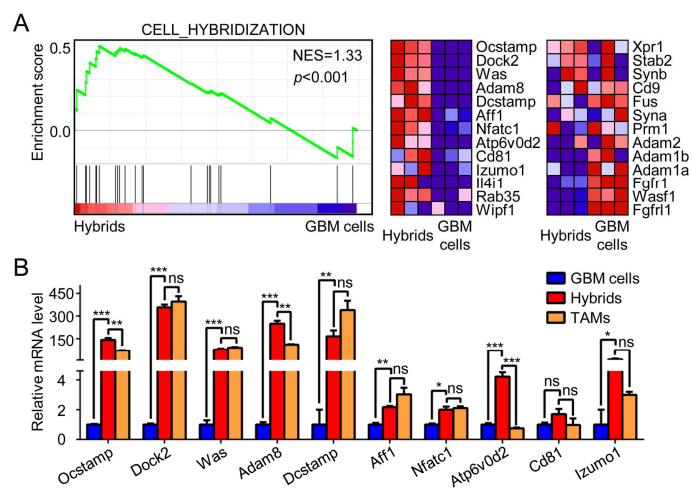 A
CELL_HYBRIDIZATION
Enrichment score
0.5
0.0
NES=1.33
p<0.001
Hybrids
GBM cells
Ocstamp
Dock2
Was
Adam8
Dcstamp
Aff1
Nfatc1
Atp6v0d2
Cd81
Izumo1
Il4i1
Rab35
Wipf1
Hybrids GBM
cells
Xpr1
Stab2
Synb
Cd9
Fus
Syna
Prm1
Adam2
Adam1b
Adam1a
Fgfr1
Wasf1
Fgfrl1
Hybrids GBM
cells
B
Relative mRNA level
450
300
150
4
2
0
GBM cells
Hybrids
TAMs
*** **
*** ns
*** ns
*** **
** ns
** ns
* ns
*** ***
ns ns
* ns
Ocstamp
Dock2
Was
Adam8
Dcstamp
Aff1
Nfatc1
Atp6v0d2
Cd81
Izumo1